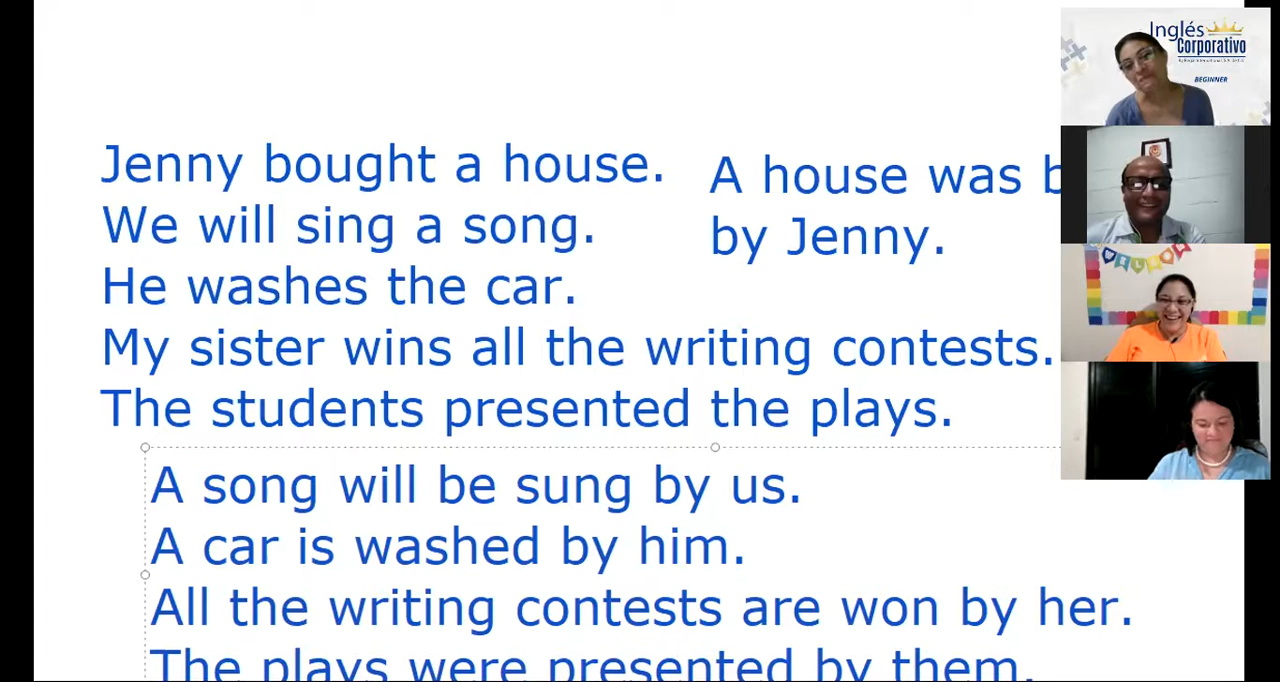 Jenny bought a house.
We will sing a song.
He washes the car.
My sister wins all the writing contests.
The students presented the plays.
A house was
by Jenny.
A song will be sung by us.
A car is washed by him.
All the writing contests are won by her.
The plays were presented by them.
Inglés
Corporativo
BEGINNER